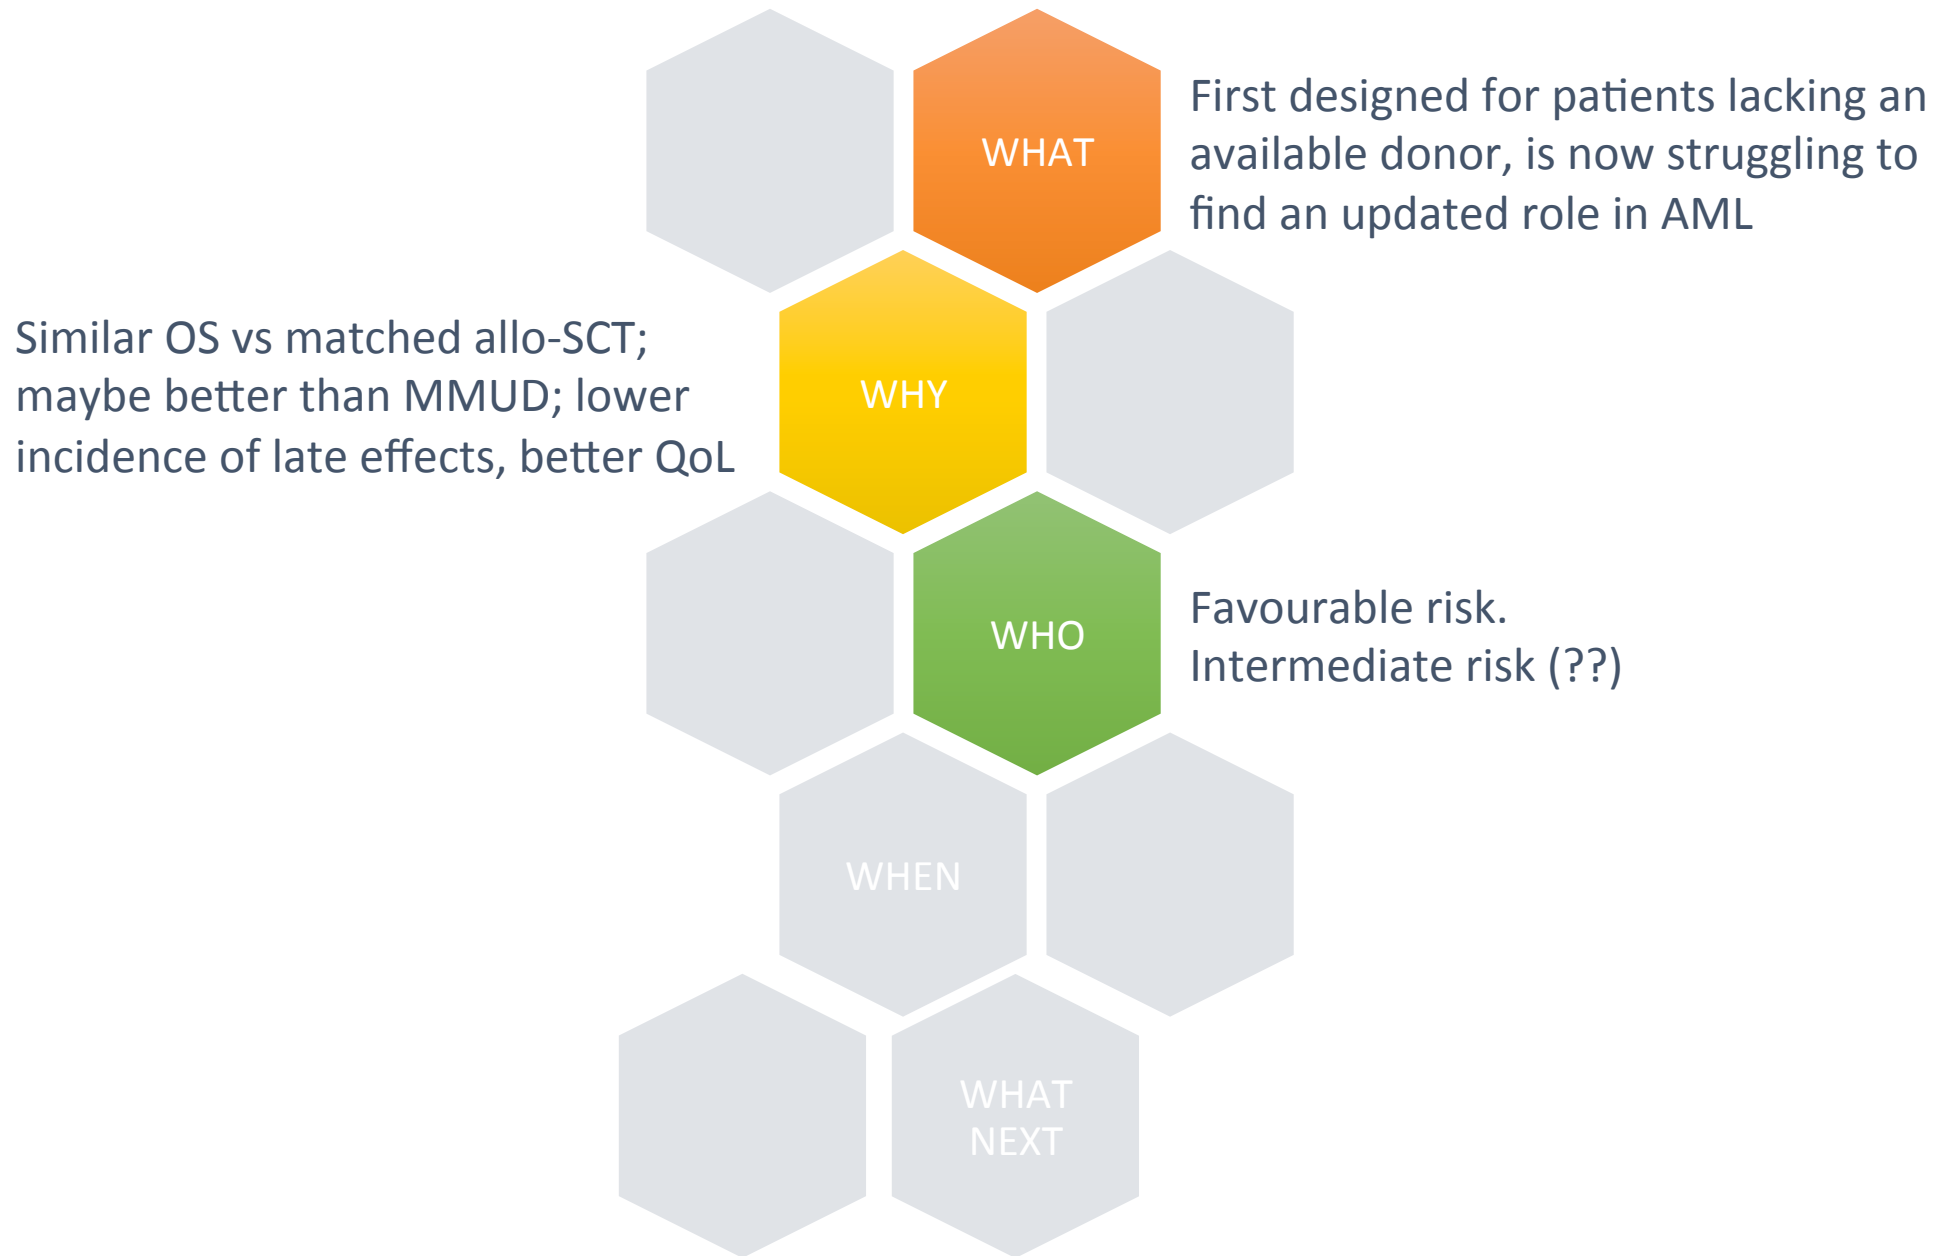 WHAT
First designed for patients lacking an
available donor, is now struggling to
find an updated role in AML
Similar OS vs matched allo-SCT;
maybe better than MMUD; lower
incidence of late effects, better QoL
WHY
WHO
Favourable risk.
Intermediate risk (??)
WHEN
WHAT
NEXT